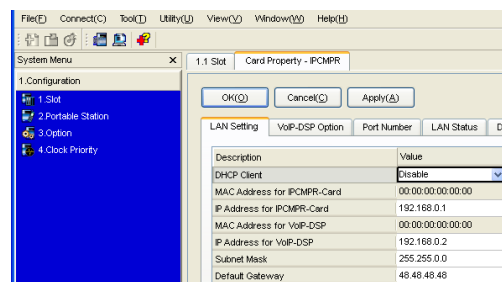 File(F) Connect(C) Tool(T) Utility(U) View(V) Window(W) Help(H)
System Menu x 1.1 Slot Card Property - IPCMPR
1.Configuration
1.Slot
2.Portable Station
3.Option
4.Clock Priority
OK(O) Cancel(C) Apply(A)
LAN Setting VoIP-DSP Option Port Number LAN Status D
Description Value
DHCP Client Disable
MAC Address for IPCMPR-Card 00:00:00:00:00:00
IP Address for IPCMPR-Card 192.168.0.1
MAC Address for VoIP-DSP 00:00:00:00:00:00
IP Address for VoIP-DSP 192.168.0.2
Subnet Mask 255.255.0.0
Default Gateway 48.48.48.48